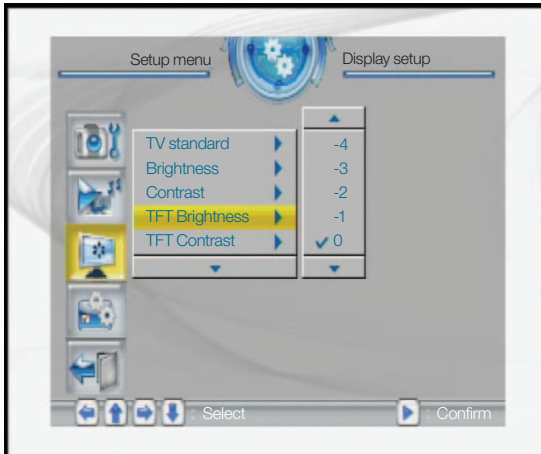 Setup menu
Display setup
TV standard
Brightness
Contrast
TFT Brightness
TFT Contrast
-4
-3
-2
-1
0
: Select
: Confirm